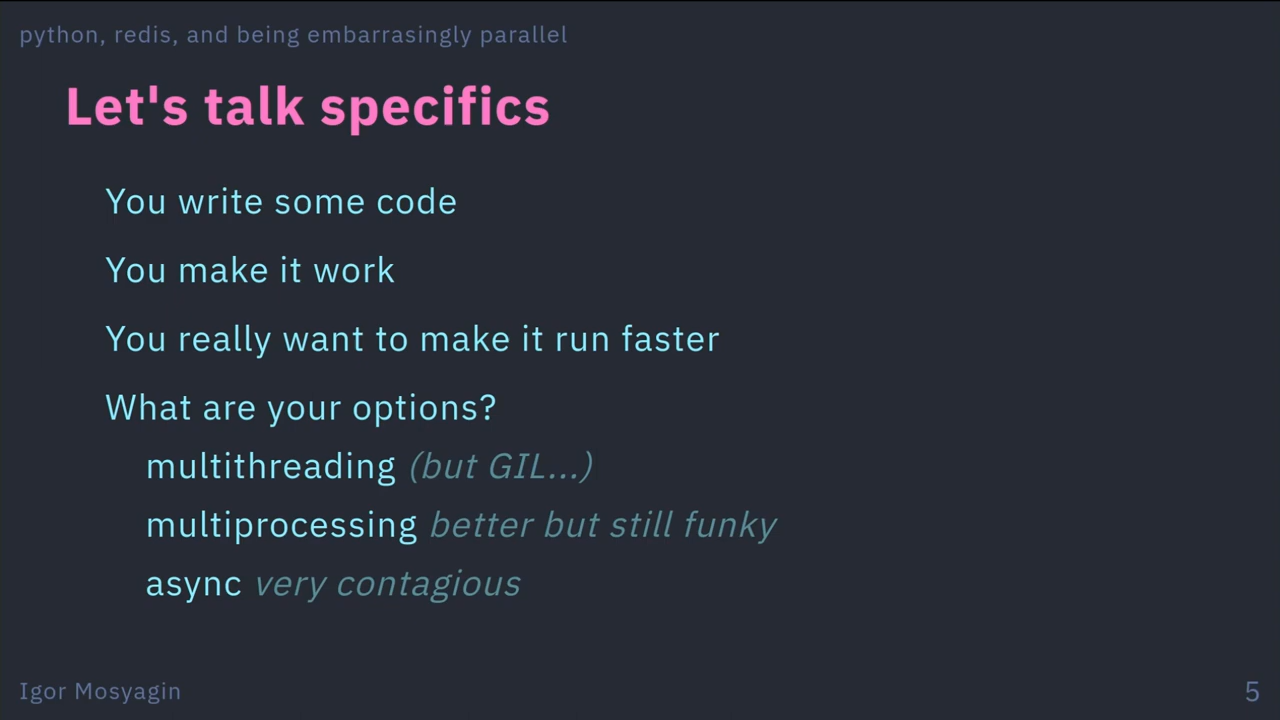 python, redis, and being embarrasingly parallel
Let's talk specifics
You write some code
You make it work
You really want to make it run faster
What are your options?
multithreading (but GIL...)
multiprocessing better but still funky
async very contagious
Igor Mosyagin
5